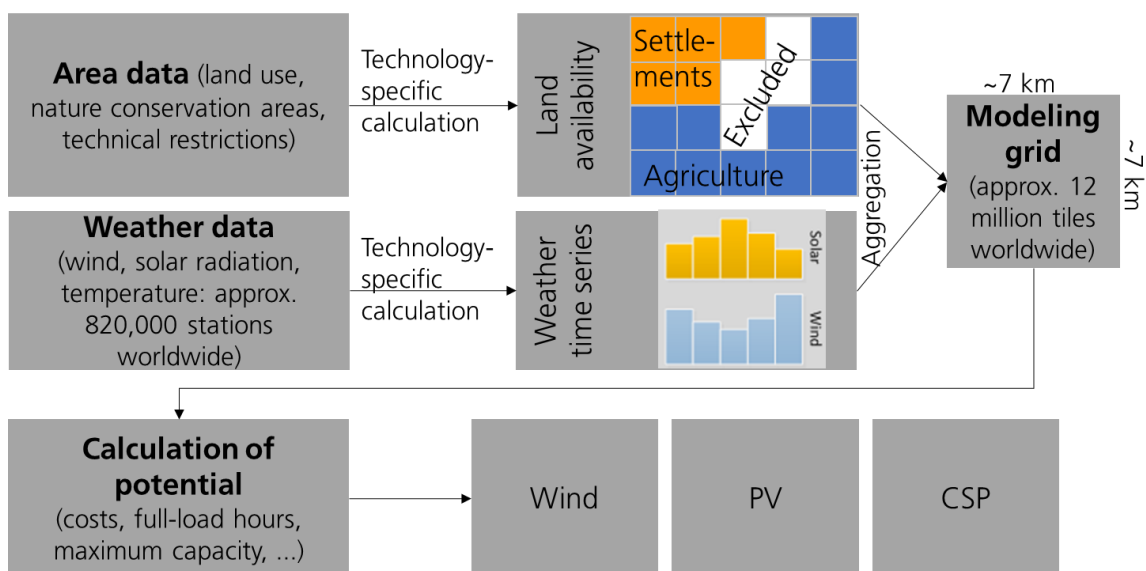 Area data (land use,
nature conservation areas,
technical restrictions)
Technology-
specific
calculation
Land
availability
Settle-
ments
Excluded
Agriculture
Aggregation
~7 km
~7 km
Modeling
grid
(approx. 12
million tiles
worldwide)
Weather data
(wind, solar radiation,
temperature: approx.
820,000 stations
worldwide)
Technology-
specific
calculation
Weather
time series
Solar
Wind
Calculation of
potential
(costs, full-load hours,
maximum capacity, ...)
Wind
PV
CSP